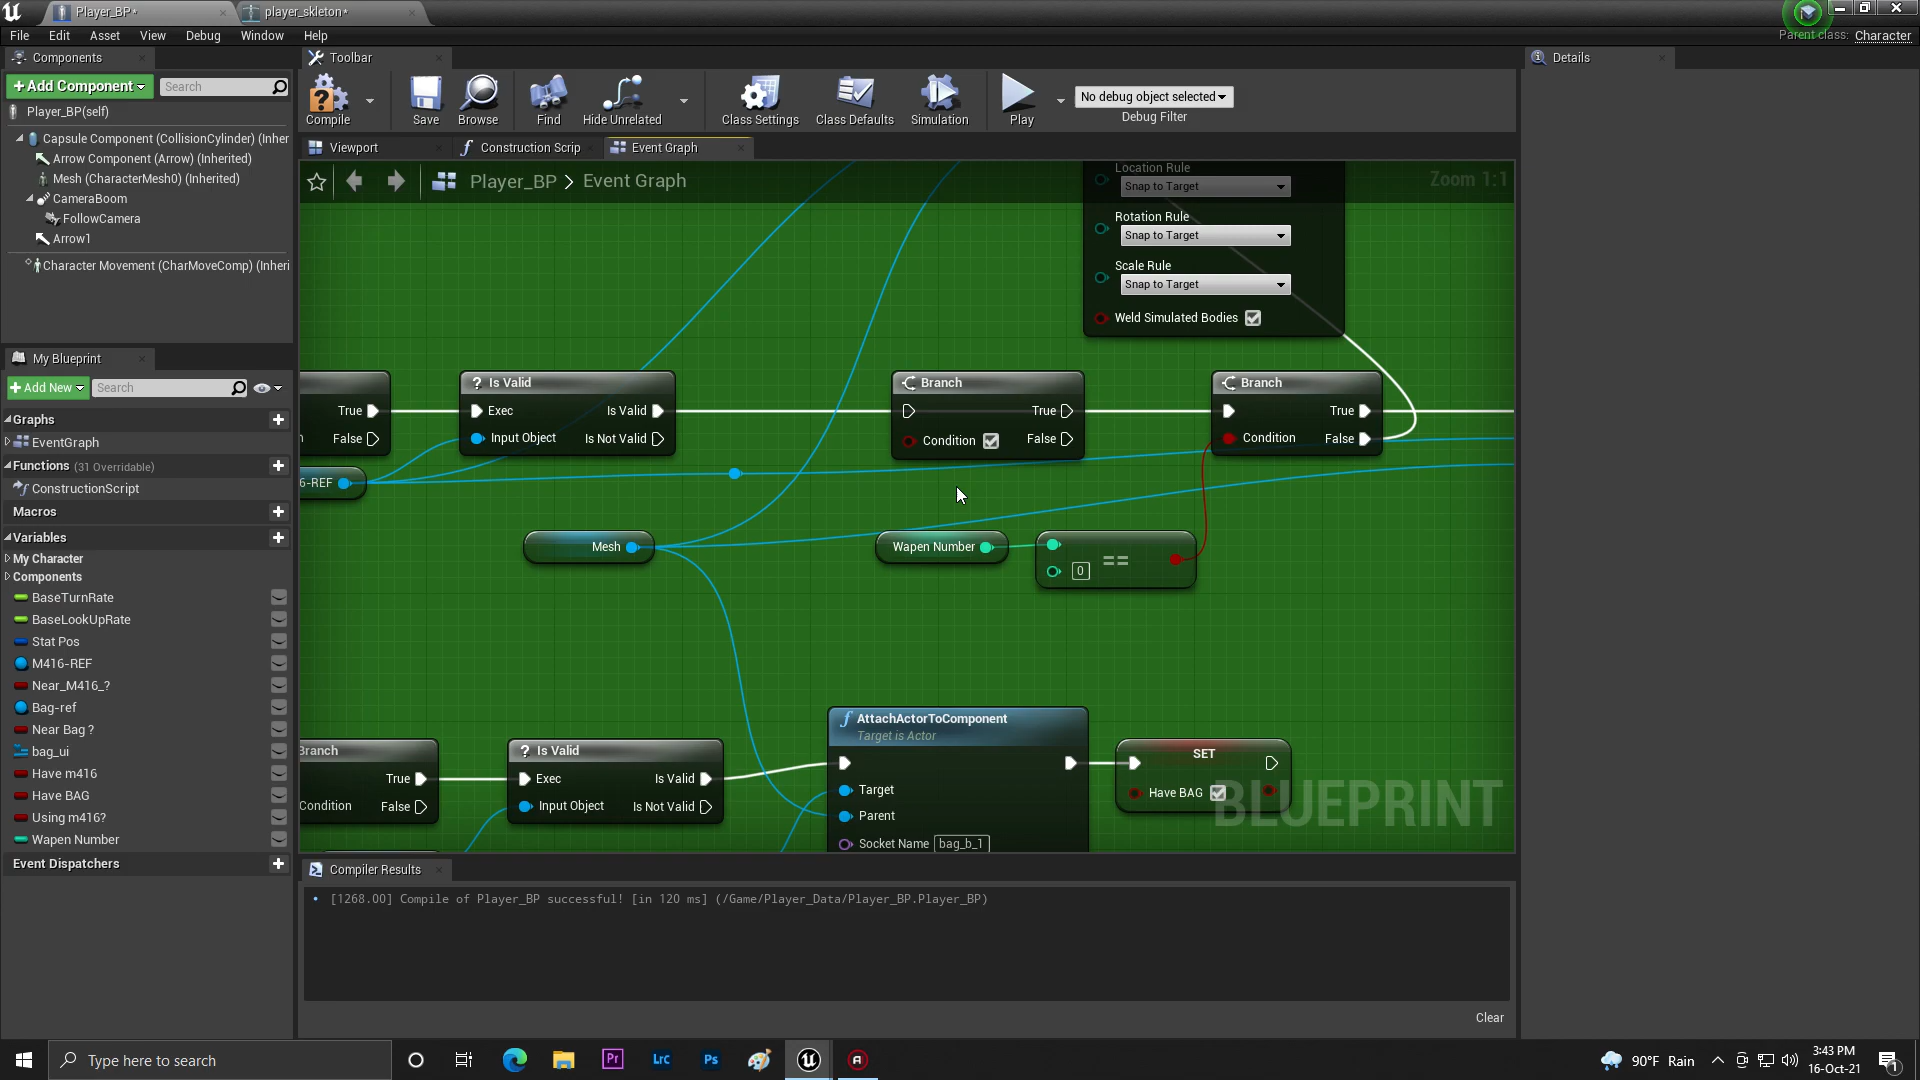 Player_BP*
player_skleton*
File Edit Asset View Debug Window Help
Parent class: Character
Components
+Add Component
Search
Player_BP(self)
Capsule Component (CollisionCylinder) (Inher
Arrow Component (Arrow) (Inherited)
Mesh (CharacterMesh0) (Inherited)
CameraBoom
FollowCamera
Arrow1
Character Movement (CharMoveComp) (Inheri
My Blueprint
+Add New
Search
Graphs
EventGraph
Functions (31 Overridable)
ConstructionScript
Macros
Variables
My Character
Components
BaseTurnRate
BaseLookUpRate
Stat Pos
M416-REF
Near_M416_?
Bag-ref
Near Bag ?
bag_ui
Have m416
Have BAG
Using m416?
Wapen Number
Event Dispatchers
Toolbar
Compile
Save
Browse
Find
Hide Unrelated
Class Settings
Class Defaults
Simulation
Play
No debug object selected
Debug Filter
Viewport
Construction Scrip
Event Graph
Player_BP > Event Graph
Zoom 1:1
Location Rule
Snap to Target
Rotation Rule
Snap to Target
Scale Rule
Snap to Target
Weld Simulated Bodies
True
False
? Is Valid
Exec
Is Valid
Input Object
Is Not Valid
Branch
True
Condition
False
Branch
True
Condition
False
6-REF
Mesh
Wapen Number
0
==
Branch
True
Condition
False
? Is Valid
Exec
Is Valid
Input Object
Is Not Valid
f AttachActorToComponent
Target is Actor
Target
Parent
Socket Name bag_b_1
SET
Have BAG
BLUEPRINT
Compiler Results
[1268.00] Compile of Player_BP successful! [in 120 ms] (/Game/Player_Data/Player_BP.Player_BP)
Clear
Details
Type here to search
Pr
Lrc
Ps
90°F Rain
3:43 PM
16-Oct-21
1